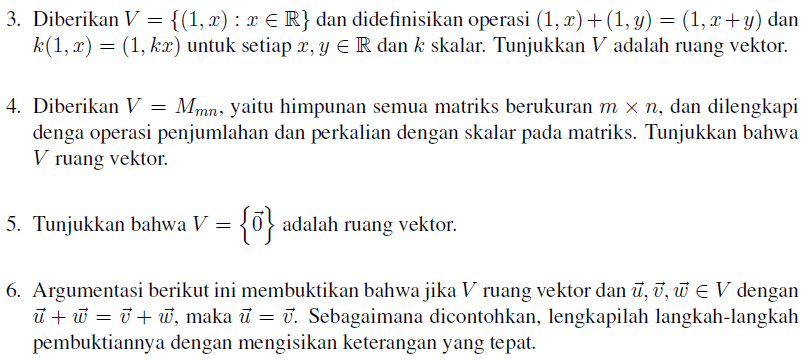 3. Diberikan V = {(1, x) : x ∈ ℝ} dan didefinisikan operasi (1, x)+(1, y) = (1, x+y) dan
k(1, x) = (1, kx) untuk setiap x, y ∈ ℝ dan k skalar. Tunjukkan V adalah ruang vektor.
4. Diberikan V = Mₘₙ, yaitu himpunan semua matriks berukuran m × n, dan dilengkapi
denga operasi penjumlahan dan perkalian dengan skalar pada matriks. Tunjukkan bahwa
V ruang vektor.
5. Tunjukkan bahwa V = {0⃗} adalah ruang vektor.
6. Argumentasi berikut ini membuktikan bahwa jika V ruang vektor dan u⃗, v⃗, w⃗ ∈ V dengan
u⃗ + w⃗ = v⃗ + w⃗, maka u⃗ = v⃗. Sebagaimana dicontohkan, lengkapilah langkah-langkah
pembuktiannya dengan mengisikan keterangan yang tepat.